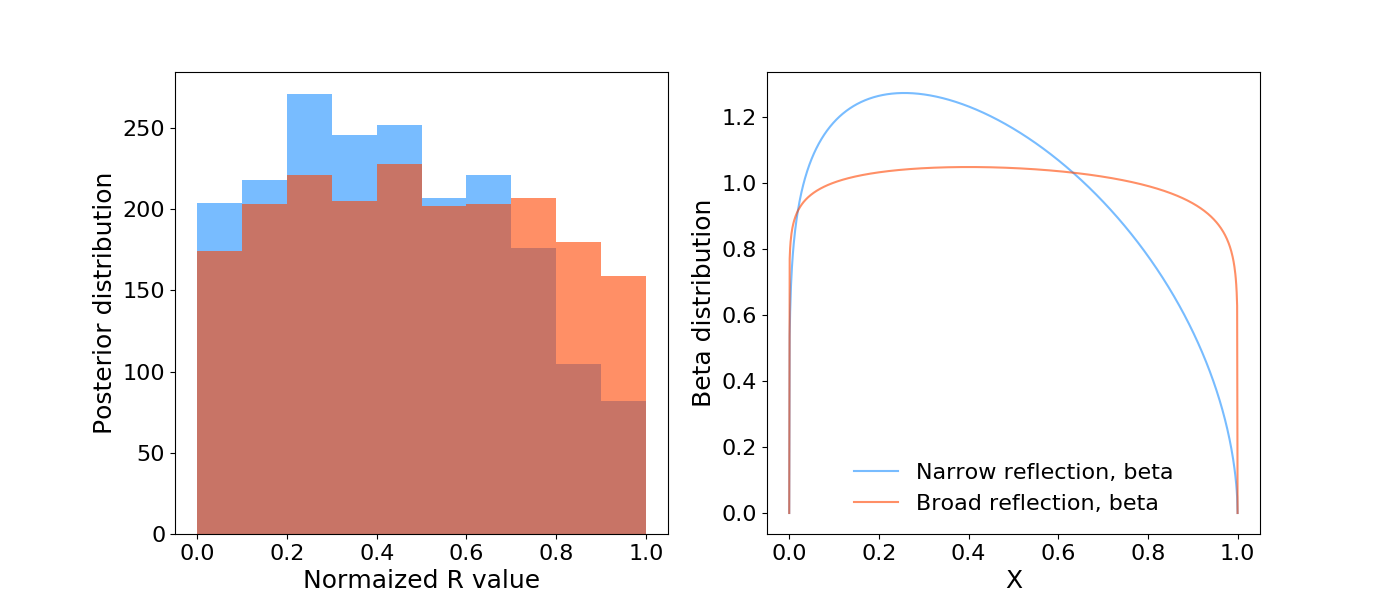 Posterior distribution
250
200
150
100
50
0
0.0 0.2 0.4 0.6 0.8 1.0
Normaized R value
Beta distribution
1.2
1.0
0.8
0.6
0.4
0.2
0.0
Narrow reflection, beta
Broad reflection, beta
0.0 0.2 0.4 0.6 0.8 1.0
X